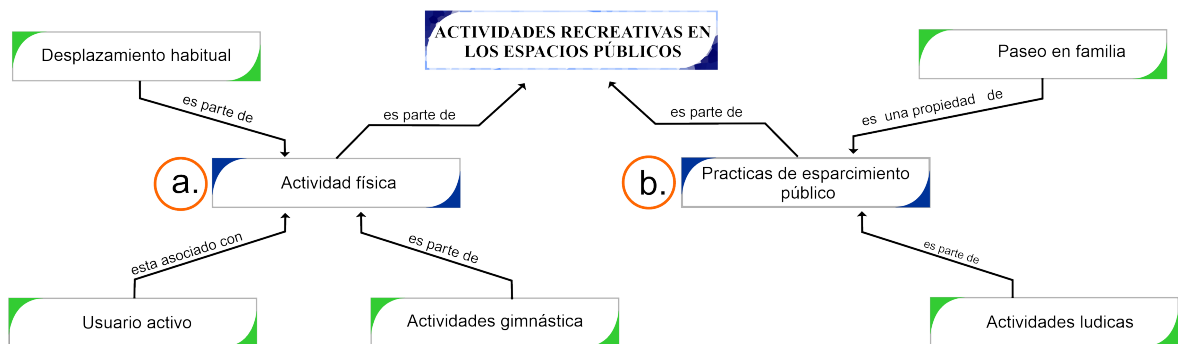 ACTIVIDADES RECREATIVAS EN
LOS ESPACIOS PÚBLICOS
Desplazamiento habitual
Paseo en familia
es parte de
es parte de
es parte de
es una propiedad de
a.
Actividad física
b.
Practicas de esparcimiento
público
esta asociado con
es parte de
es parte de
Usuario activo
Actividades gimnástica
Actividades ludicas